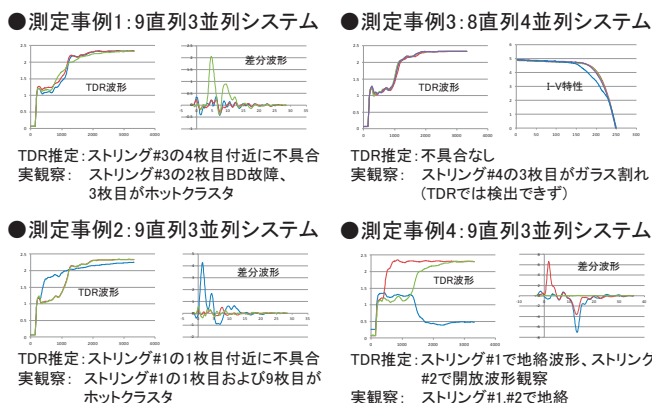 ●測定事例1:9直列3並列システム
TDR波形
差分波形
TDR推定:ストリング#3の4枚目付近に不具合
実観察: ストリング#3の2枚目BD故障、
3枚目がホットクラスタ
●測定事例3:8直列4並列システム
TDR波形
I-V特性
TDR推定:不具合なし
実観察: ストリング#4の3枚目がガラス割れ
(TDRでは検出できず)
●測定事例2:9直列3並列システム
TDR波形
差分波形
TDR推定:ストリング#1の1枚目付近に不具合
実観察: ストリング#1の1枚目および9枚目が
ホットクラスタ
●測定事例4:9直列3並列システム
TDR波形
差分波形
TDR推定:ストリング#1で地絡波形、ストリング
#2で開放波形観察
実観察: ストリング#1,#2で地絡